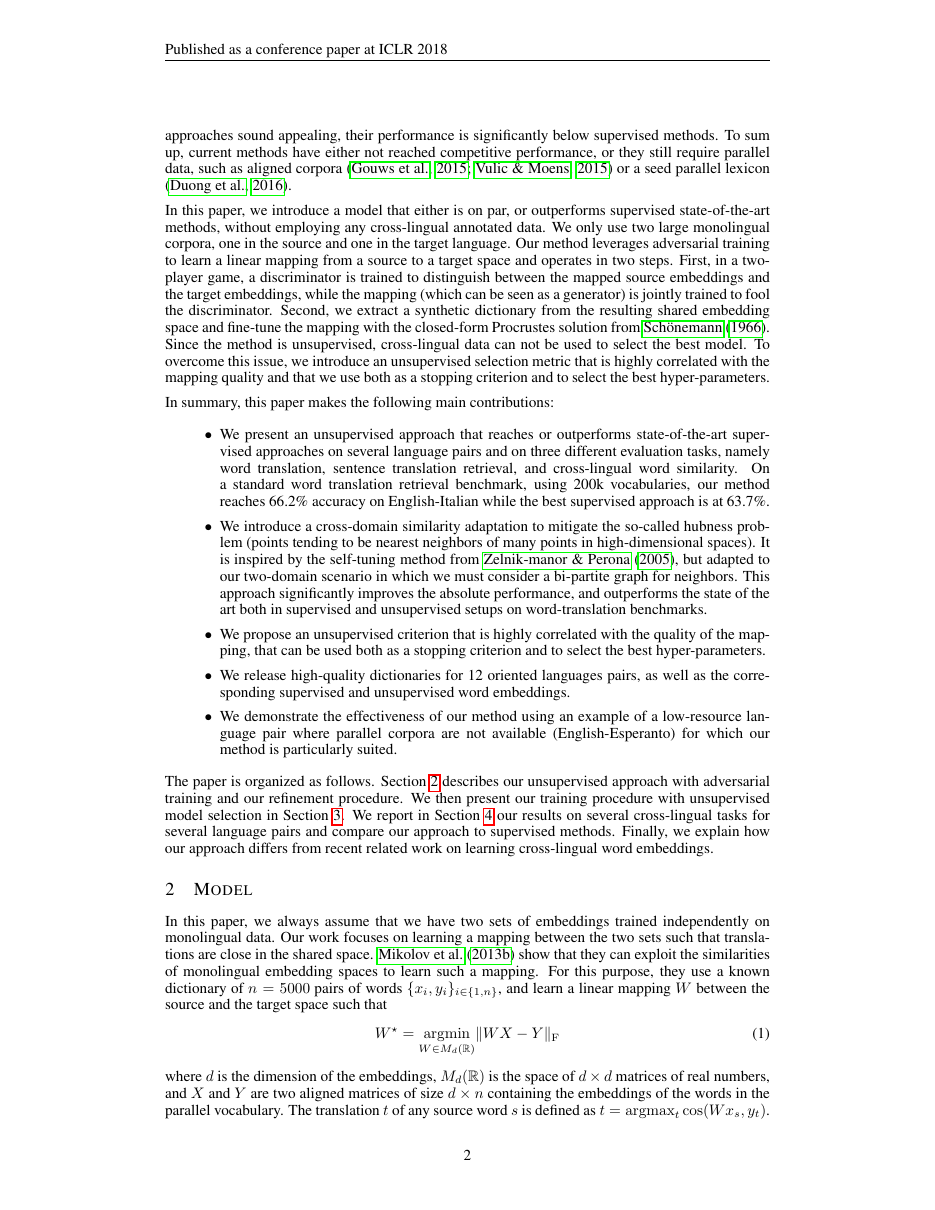 Published as a conference paper at ICLR 2018
approaches sound appealing, their performance is significantly below supervised methods. To sum
up, current methods have either not reached competitive performance, or they still require parallel
data, such as aligned corpora (Gouws et al., 2015; Vulic & Moens, 2015) or a seed parallel lexicon
(Duong et al., 2016).
In this paper, we introduce a model that either is on par, or outperforms supervised state-of-the-art
methods, without employing any cross-lingual annotated data. We only use two large monolingual
corpora, one in the source and one in the target language. Our method leverages adversarial training
to learn a linear mapping from a source to a target space and operates in two steps. First, in a two-
player game, a discriminator is trained to distinguish between the mapped source embeddings and
the target embeddings, while the mapping (which can be seen as a generator) is jointly trained to fool
the discriminator. Second, we extract a synthetic dictionary from the resulting shared embedding
space and fine-tune the mapping with the closed-form Procrustes solution from Schönemann (1966).
Since the method is unsupervised, cross-lingual data can not be used to select the best model. To
overcome this issue, we introduce an unsupervised selection metric that is highly correlated with the
mapping quality and that we use both as a stopping criterion and to select the best hyper-parameters.
In summary, this paper makes the following main contributions:
• We present an unsupervised approach that reaches or outperforms state-of-the-art super-
vised approaches on several language pairs and on three different evaluation tasks, namely
word translation, sentence translation retrieval, and cross-lingual word similarity. On
a standard word translation retrieval benchmark, using 200k vocabularies, our method
reaches 66.2% accuracy on English-Italian while the best supervised approach is at 63.7%.
• We introduce a cross-domain similarity adaptation to mitigate the so-called hubness prob-
lem (points tending to be nearest neighbors of many points in high-dimensional spaces). It
is inspired by the self-tuning method from Zelnik-manor & Perona (2005), but adapted to
our two-domain scenario in which we must consider a bi-partite graph for neighbors. This
approach significantly improves the absolute performance, and outperforms the state of the
art both in supervised and unsupervised setups on word-translation benchmarks.
• We propose an unsupervised criterion that is highly correlated with the quality of the map-
ping, that can be used both as a stopping criterion and to select the best hyper-parameters.
• We release high-quality dictionaries for 12 oriented languages pairs, as well as the corre-
sponding supervised and unsupervised word embeddings.
• We demonstrate the effectiveness of our method using an example of a low-resource lan-
guage pair where parallel corpora are not available (English-Esperanto) for which our
method is particularly suited.
The paper is organized as follows. Section 2 describes our unsupervised approach with adversarial
training and our refinement procedure. We then present our training procedure with unsupervised
model selection in Section 3. We report in Section 4 our results on several cross-lingual tasks for
several language pairs and compare our approach to supervised methods. Finally, we explain how
our approach differs from recent related work on learning cross-lingual word embeddings.
2 MODEL
In this paper, we always assume that we have two sets of embeddings trained independently on
monolingual data. Our work focuses on learning a mapping between the two sets such that transla-
tions are close in the shared space. Mikolov et al. (2013b) show that they can exploit the similarities
of monolingual embedding spaces to learn such a mapping. For this purpose, they use a known
dictionary of n = 5000 pairs of words {xᵢ, yᵢ}ᵢ∈{1,n}, and learn a linear mapping W between the
source and the target space such that
W⋆ = argmin ‖WX − Y‖F (1)
W∈Md(ℝ)
where d is the dimension of the embeddings, Md(ℝ) is the space of d × d matrices of real numbers,
and X and Y are two aligned matrices of size d × n containing the embeddings of the words in the
parallel vocabulary. The translation t of any source word s is defined as t = argmaxₜ cos(Wxₛ, yₜ).
2